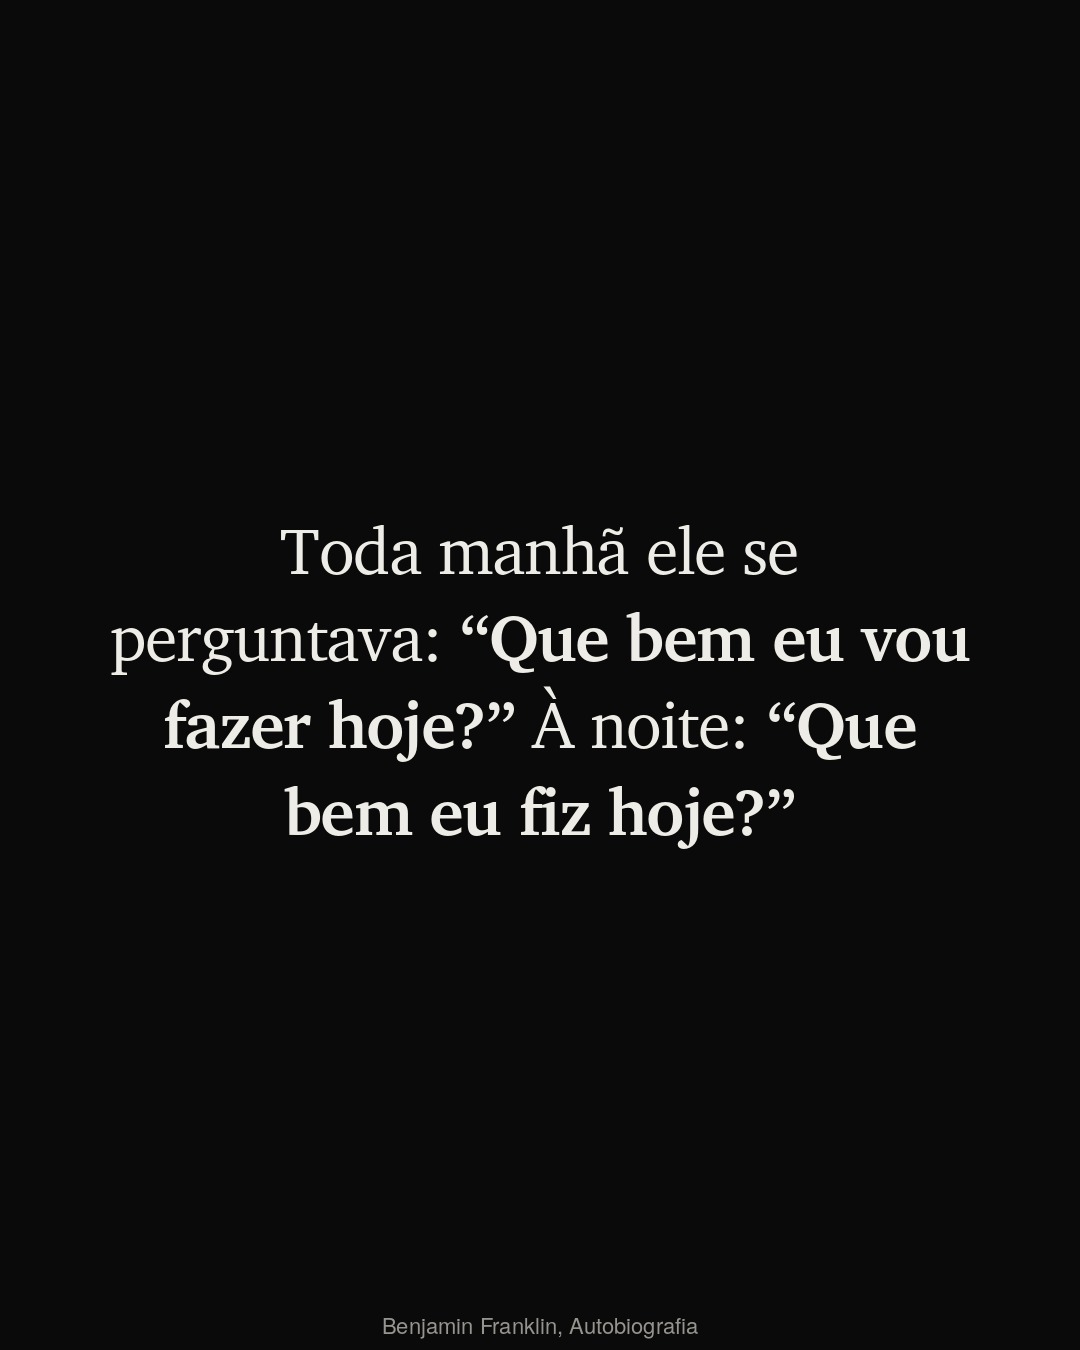 Toda manhã ele se
perguntava: “Que bem eu vou
fazer hoje?” À noite: “Que
bem eu fiz hoje?”
Benjamin Franklin, Autobiografia